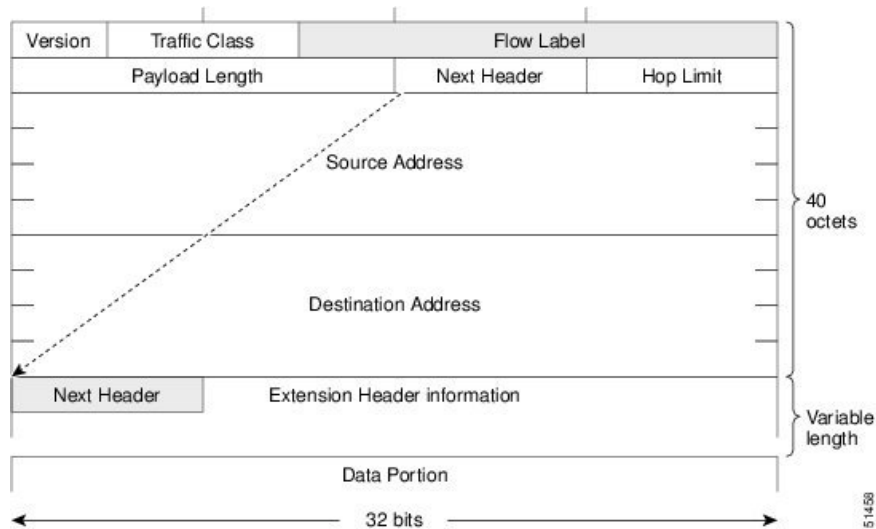 Version Traffic Class Flow Label
Payload Length Next Header Hop Limit
Source Address
40
octets
Destination Address
Next Header Extension Header information
Variable
length
Data Portion
32 bits
51458